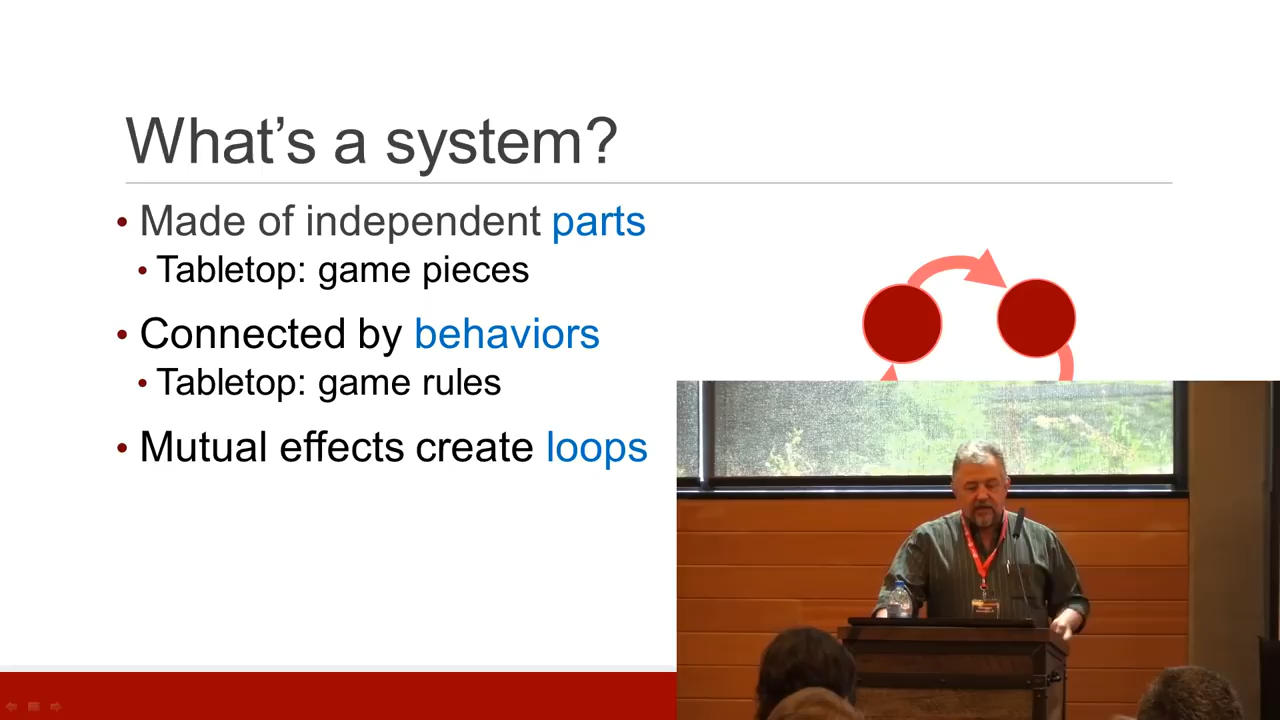 What’s a system?
• Made of independent parts
• Tabletop: game pieces
• Connected by behaviors
• Tabletop: game rules
• Mutual effects create loops